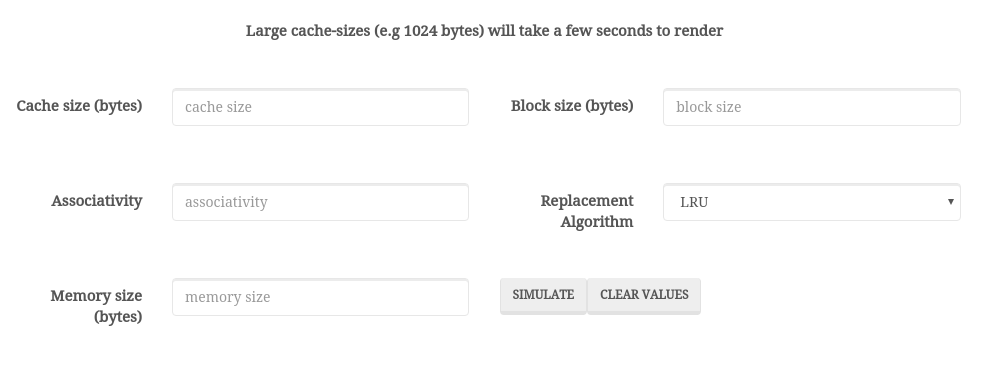 Large cache-sizes (e.g 1024 bytes) will take a few seconds to render
Cache size (bytes) cache size Block size (bytes) block size
Associativity associativity Replacement Algorithm LRU
Memory size (bytes) memory size SIMULATE CLEAR VALUES